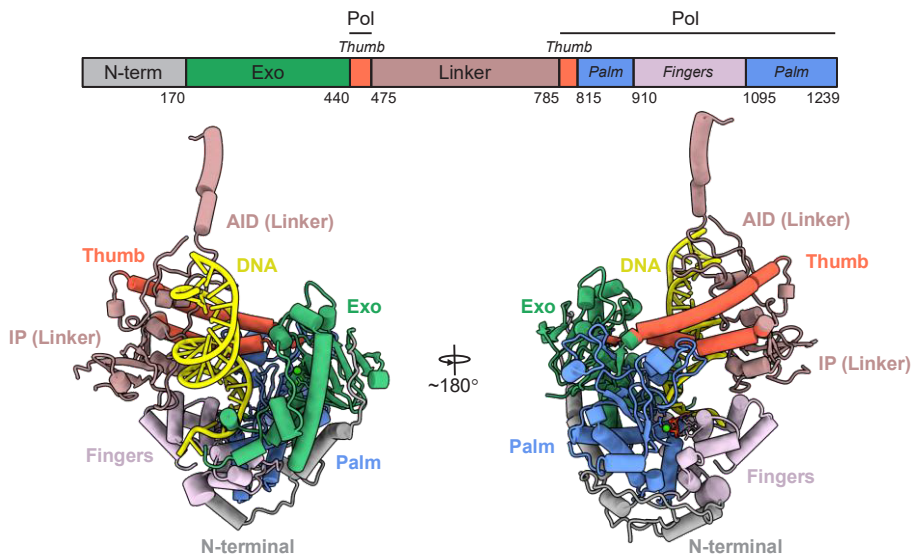 Pol Pol
Thumb Thumb
N-term Exo Linker Palm Fingers Palm
170 440 475 785 815 910 1095 1239
AID (Linker)
Thumb
DNA
Exo
IP (Linker)
Fingers
Palm
N-terminal
~180°
AID (Linker)
DNA
Thumb
Exo
IP (Linker)
Palm
Fingers
N-terminal